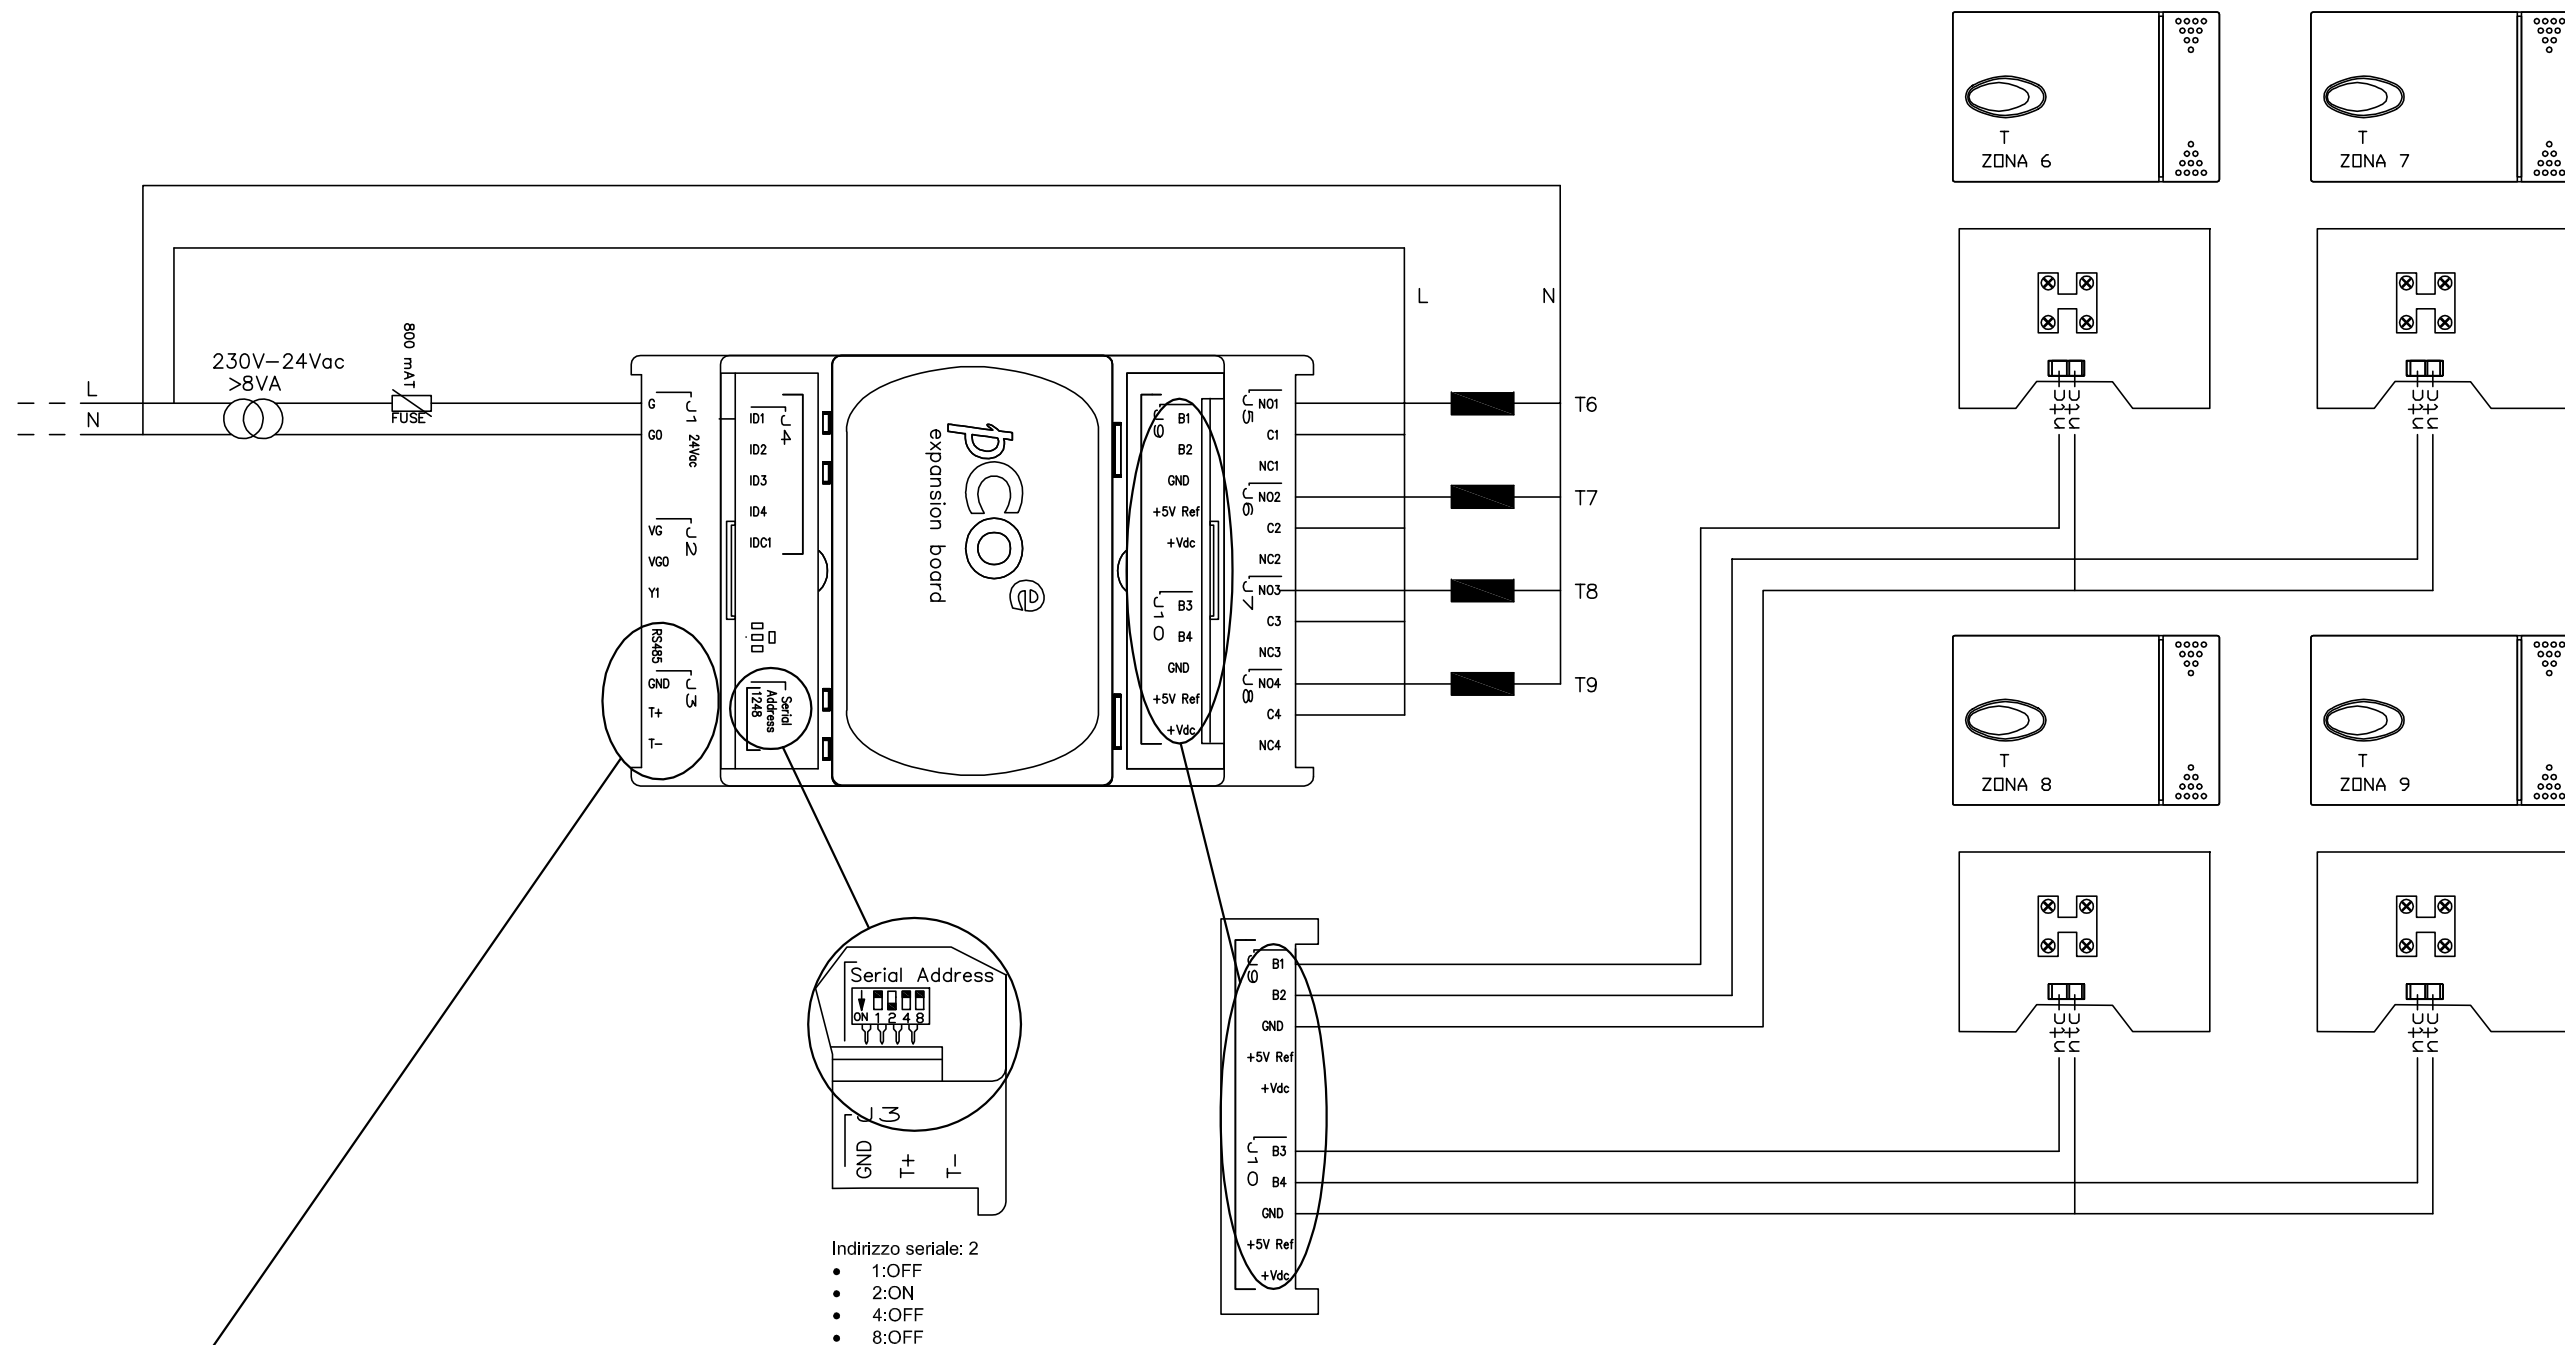 T
ZONA 6
T
ZONA 7
L
N
230V-24Vac
>8VA
800 mAT
FUSE
L
N
G
G0
J1
24Vac
VG
VG0
Y1
J2
RS485
GND
T+
T-
J3
ID1
ID2
ID3
ID4
IDC1
J4
Serial
Address
1248
pCOe
expansion board
J9
B1
B2
GND
+5V Ref
+Vdc
J10
B3
B4
GND
+5V Ref
+Vdc
J5
NO1
C1
NC1
J6
NO2
C2
NC2
J7
NO3
C3
NC3
J8
NO4
C4
NC4
T6
T7
T8
T9
T
ZONA 8
T
ZONA 9
Serial Address
ON 1 2 4 8
J3
GND
T+
T-
J9
B1
B2
GND
+5V Ref
+Vdc
J10
B3
B4
GND
+5V Ref
+Vdc
Indirizzo seriale: 2
• 1:OFF
• 2:ON
• 4:OFF
• 8:OFF